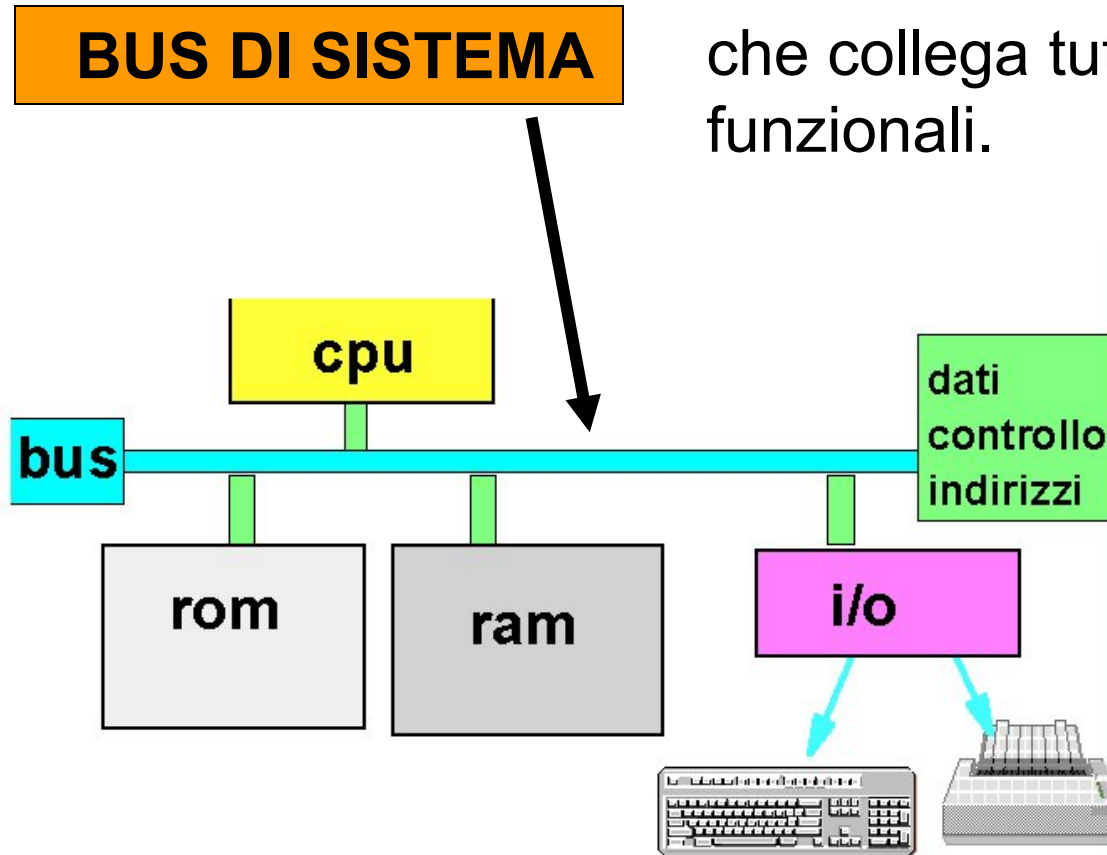 BUS DI SISTEMA
che collega
funzionali.
cpu
bus
dati
controllo
indirizzi
rom
ram
i/o